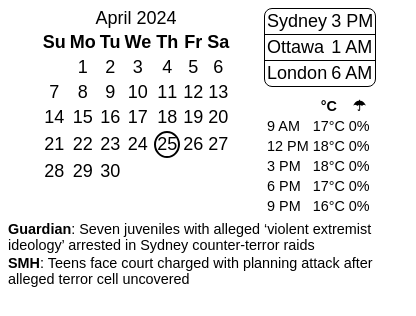 April 2024
Su Mo Tu We Th Fr Sa
1 2 3 4 5 6
7 8 9 10 11 12 13
14 15 16 17 18 19 20
21 22 23 24 25 26 27
28 29 30
Sydney 3 PM
Ottawa 1 AM
London 6 AM
°C ☂
9 AM 17°C 0%
12 PM 18°C 0%
3 PM 18°C 0%
6 PM 17°C 0%
9 PM 16°C 0%
Guardian: Seven juveniles with alleged ‘violent extremist
ideology’ arrested in Sydney counter-terror raids
SMH: Teens face court charged with planning attack after
alleged terror cell uncovered